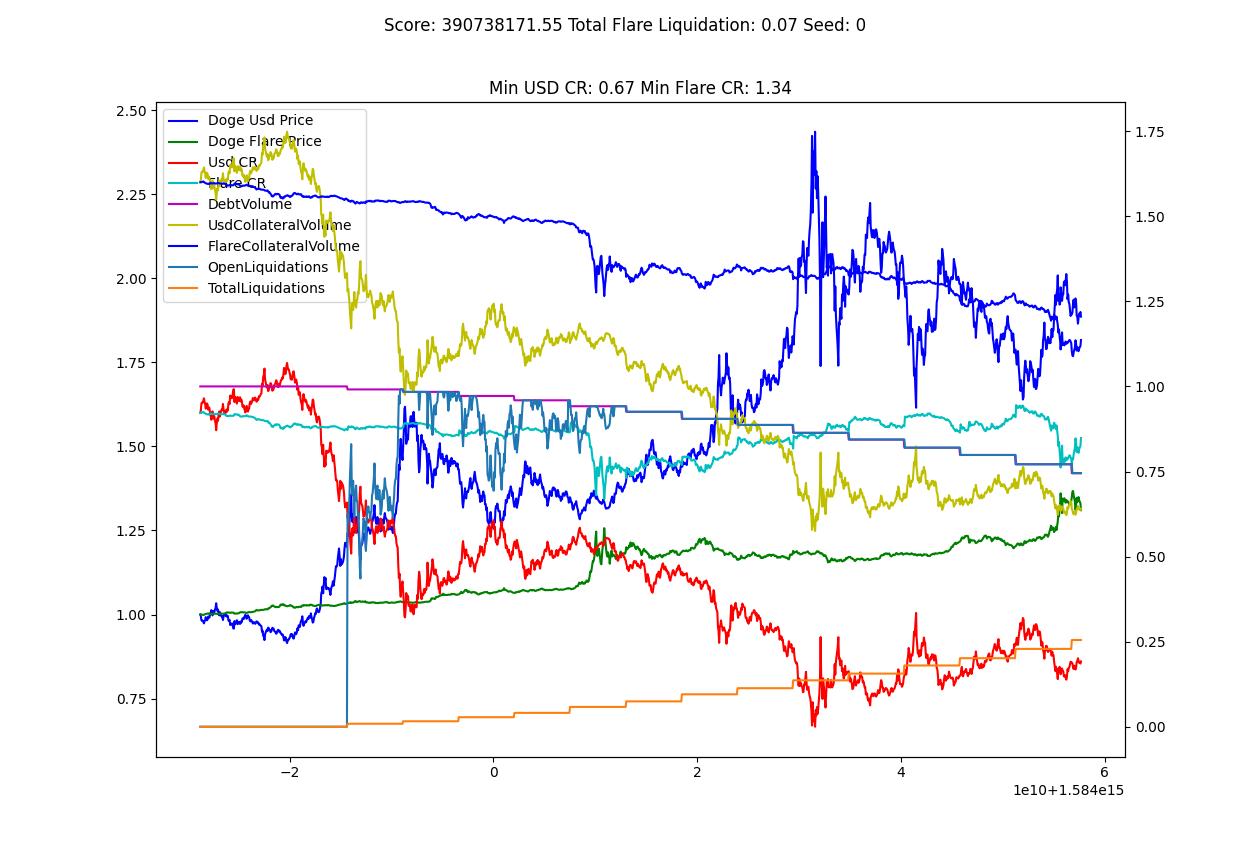 Score: 390738171.55 Total Flare Liquidation: 0.07 Seed: 0
Min USD CR: 0.67 Min Flare CR: 1.34
Doge Usd Price
Doge Flare Price
Usd CR
Flare CR
DebtVolume
UsdCollateralVolume
FlareCollateralVolume
OpenLiquidations
TotalLiquidations
2.50
2.25
2.00
1.75
1.50
1.25
1.00
0.75
1.75
1.50
1.25
1.00
0.75
0.50
0.25
0.00
−2 0 2 4 6
1e10+1.584e15